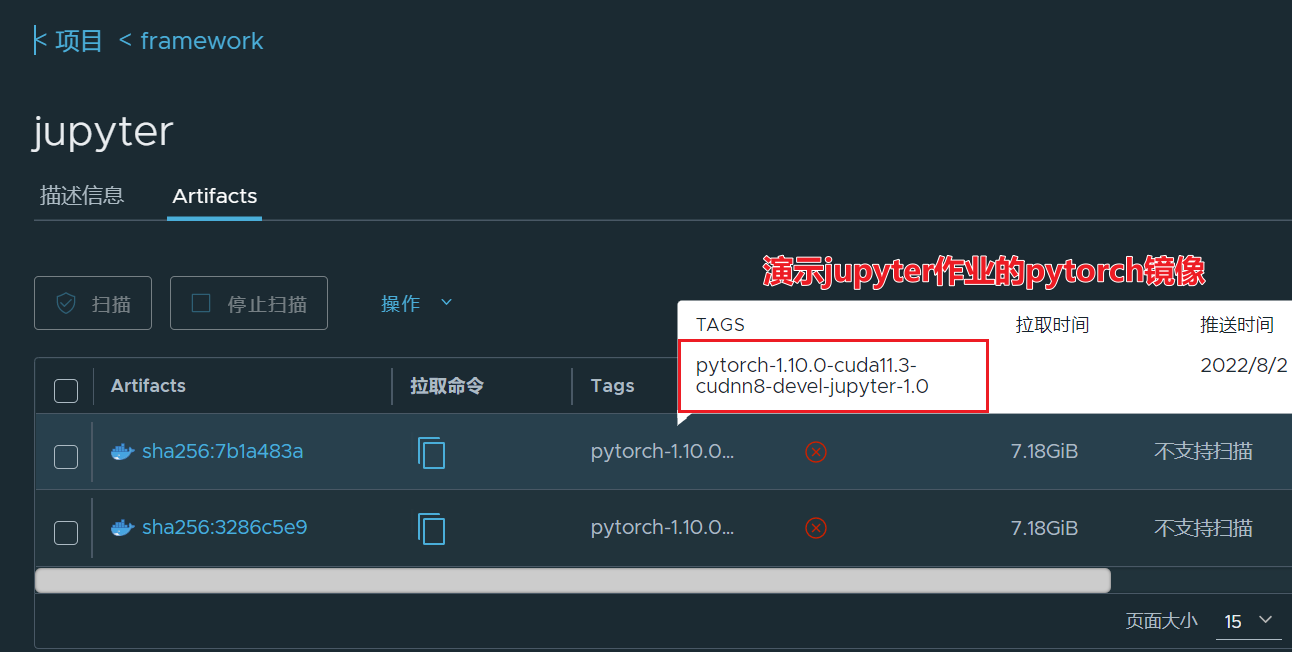 < 项目 < framework
jupyter
描述信息 Artifacts
演示jupyter作业的pytorch镜像
扫描 停止扫描 操作
TAGS 拉取时间 推送时间
pytorch-1.10.0-cuda11.3-
cudnn8-devel-jupyter-1.0
2022/8/2
Artifacts 拉取命令 Tags
sha256:7b1a483a pytorch-1.10.0... 7.18GiB 不支持扫描
sha256:3286c5e9 pytorch-1.10.0... 7.18GiB 不支持扫描
页面大小 15